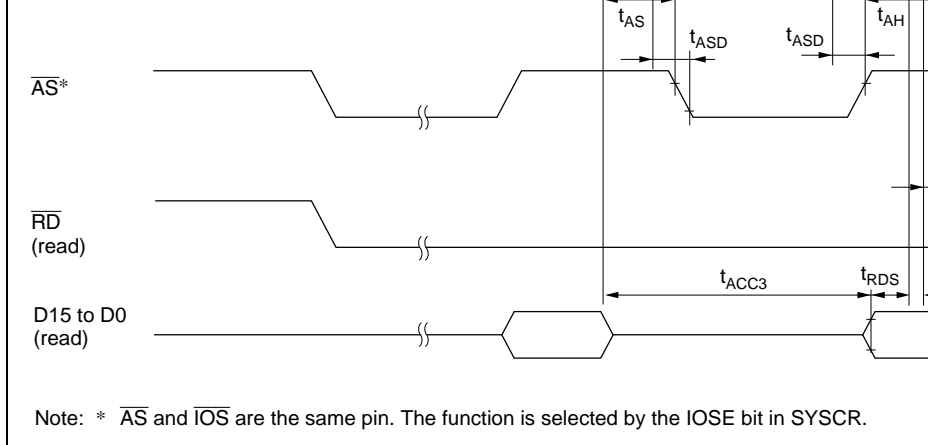 tAS
tAH
tASD
tASD
AS*
RD
(read)
tACC3
tRDS
D15 to D0
(read)
Note: * AS and IOS are the same pin. The function is selected by the IOSE bit in SYSCR.